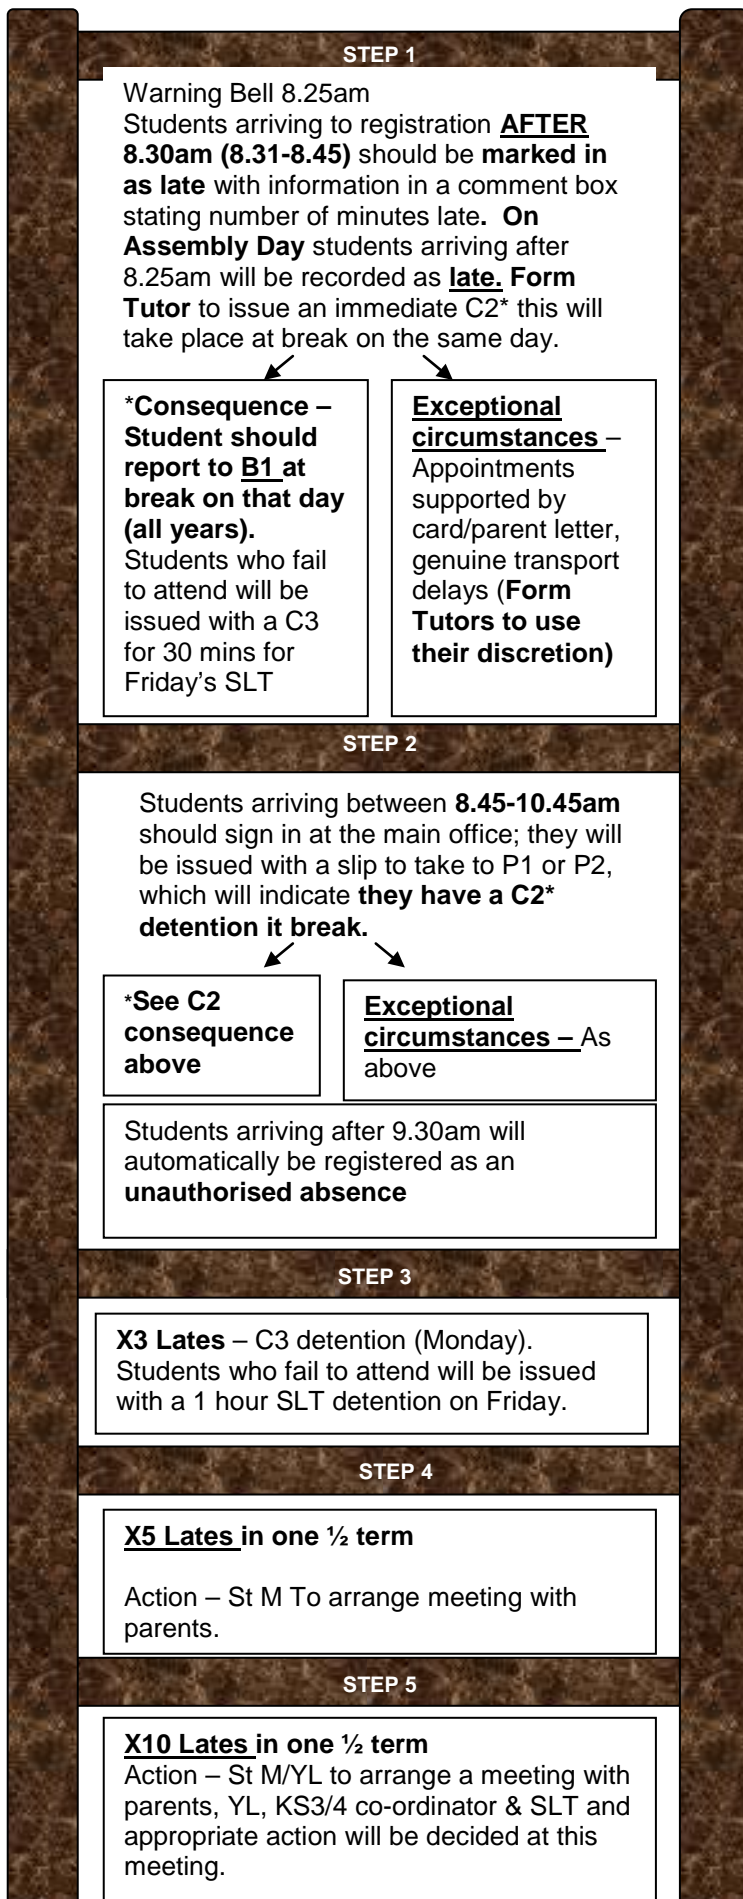 STEP 1
Warning Bell 8.25am
Students arriving to registration AFTER
8.30am (8.31-8.45) should be marked in
as late with information in a comment box
stating number of minutes late. On
Assembly Day students arriving after
8.25am will be recorded as late. Form
Tutor to issue an immediate C2* this will
take place at break on the same day.
*Consequence –
Student should
report to B1 at
break on that day
(all years).
Students who fail
to attend will be
issued with a C3
for 30 mins for
Friday's SLT
Exceptional
circumstances –
Appointments
supported by
card/parent letter,
genuine transport
delays (Form
Tutors to use
their discretion)
STEP 2
Students arriving between 8.45-10.45am
should sign in at the main office; they will
be issued with a slip to take to P1 or P2,
which will indicate they have a C2*
detention it break.
*See C2
consequence
above
Exceptional
circumstances – As
above
Students arriving after 9.30am will
automatically be registered as an
unauthorised absence
STEP 3
X3 Lates – C3 detention (Monday).
Students who fail to attend will be issued
with a 1 hour SLT detention on Friday.
STEP 4
X5 Lates in one ½ term
Action – St M To arrange meeting with
parents.
STEP 5
X10 Lates in one ½ term
Action – St M/YL to arrange a meeting with
parents, YL, KS3/4 co-ordinator & SLT and
appropriate action will be decided at this
meeting.